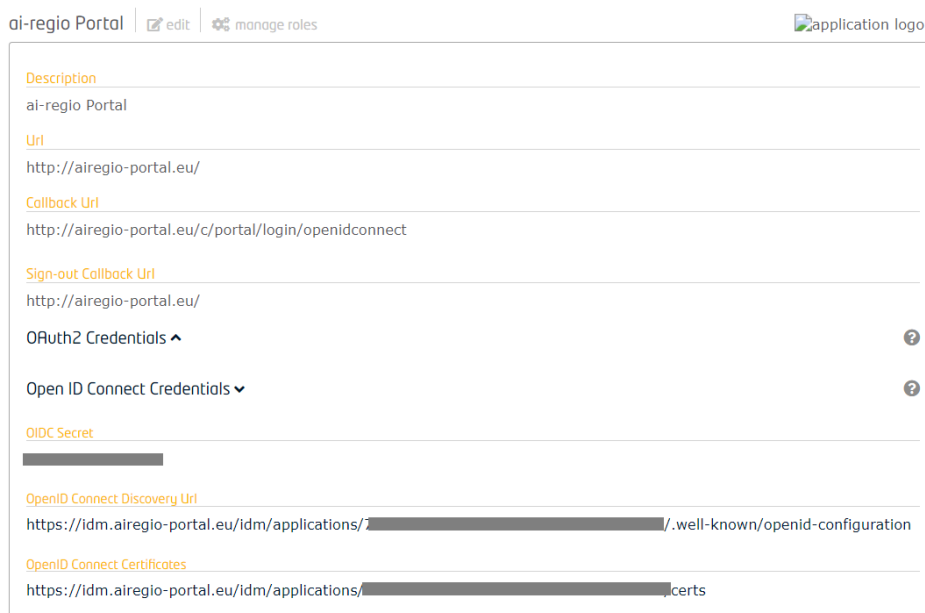 ai-regio Portal edit manage roles application logo
Description
ai-regio Portal
Url
http://airegio-portal.eu/
Callback Url
http://airegio-portal.eu/c/portal/login/openidconnect
Sign-out Callback Url
http://airegio-portal.eu/
OAuth2 Credentials
Open ID Connect Credentials
OIDC Secret
OpenID Connect Discovery Url
https://idm.airegio-portal.eu/idm/applications/ /.well-known/openid-configuration
OpenID Connect Certificates
https://idm.airegio-portal.eu/idm/applications/ certs